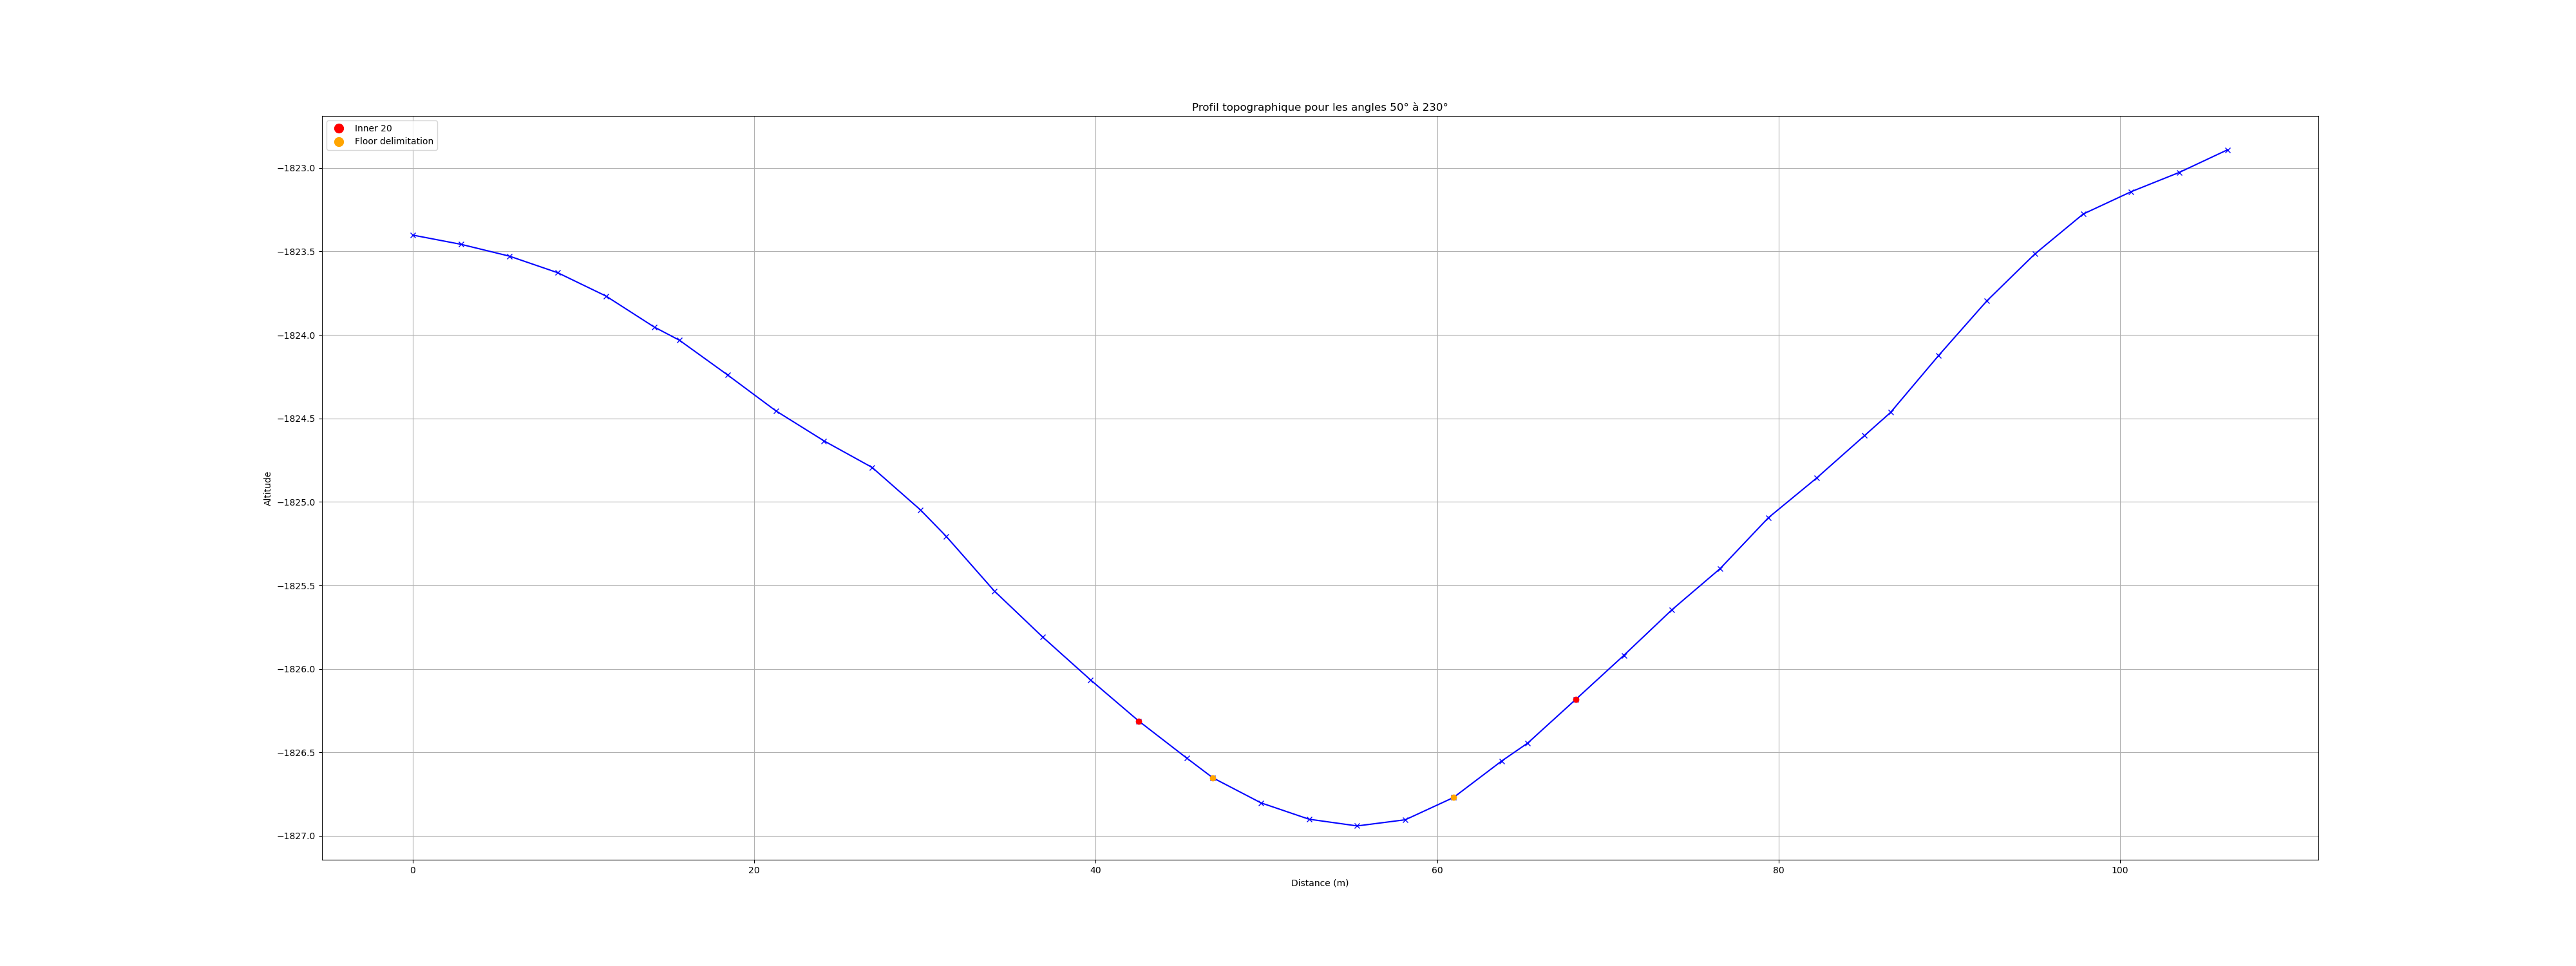 Profil topographique pour les angles 50° à 230°
Inner 20
Floor delimitation
−1823.0
−1823.5
−1824.0
−1824.5
−1825.0
−1825.5
−1826.0
−1826.5
−1827.0
Altitude
0 20 40 60 80 100
Distance (m)